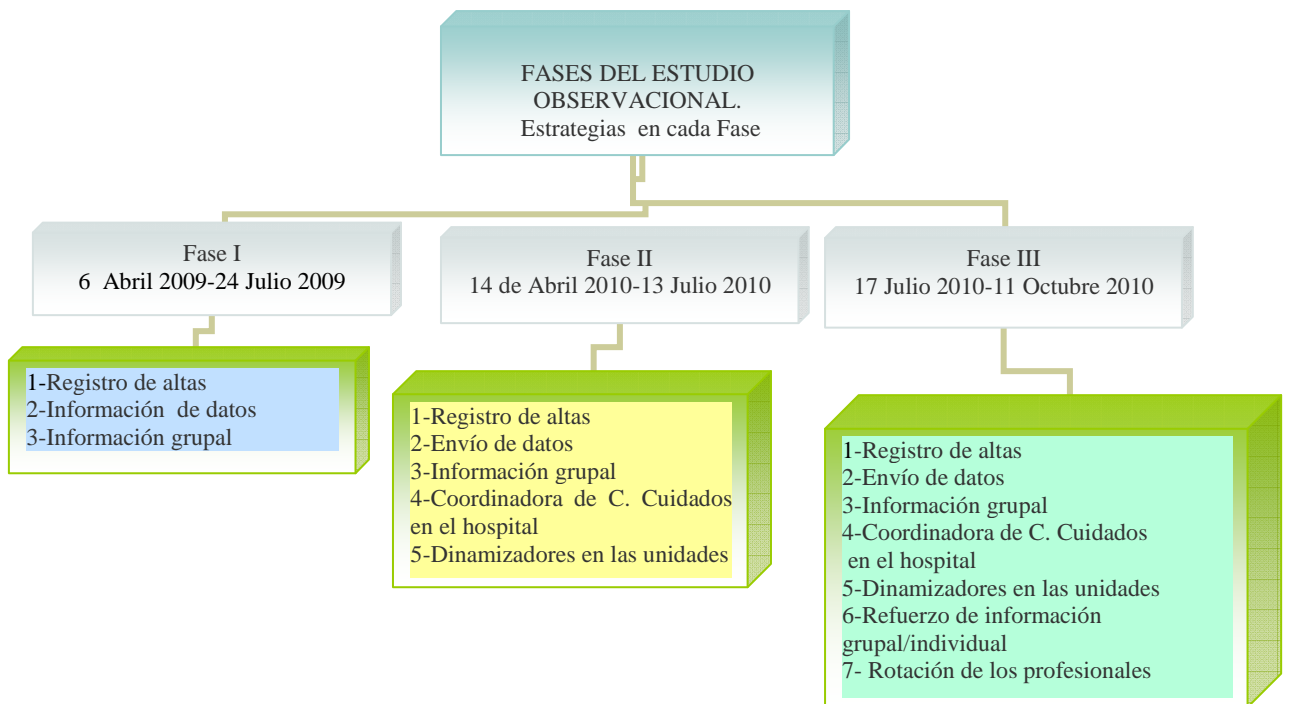 FASES DEL ESTUDIO
OBSERVACIONAL.
Estrategias en cada Fase
Fase I
6 Abril 2009-24 Julio 2009
Fase II
14 de Abril 2010-13 Julio 2010
Fase III
17 Julio 2010-11 Octubre 2010
1-Registro de altas
2-Información de datos
3-Información grupal
1-Registro de altas
2-Envío de datos
3-Información grupal
4-Coordinadora de C. Cuidados
en el hospital
5-Dinamizadores en las unidades
1-Registro de altas
2-Envío de datos
3-Información grupal
4-Coordinadora de C. Cuidados
en el hospital
5-Dinamizadores en las unidades
6-Refuerzo de información
grupal/individual
7- Rotación de los profesionales